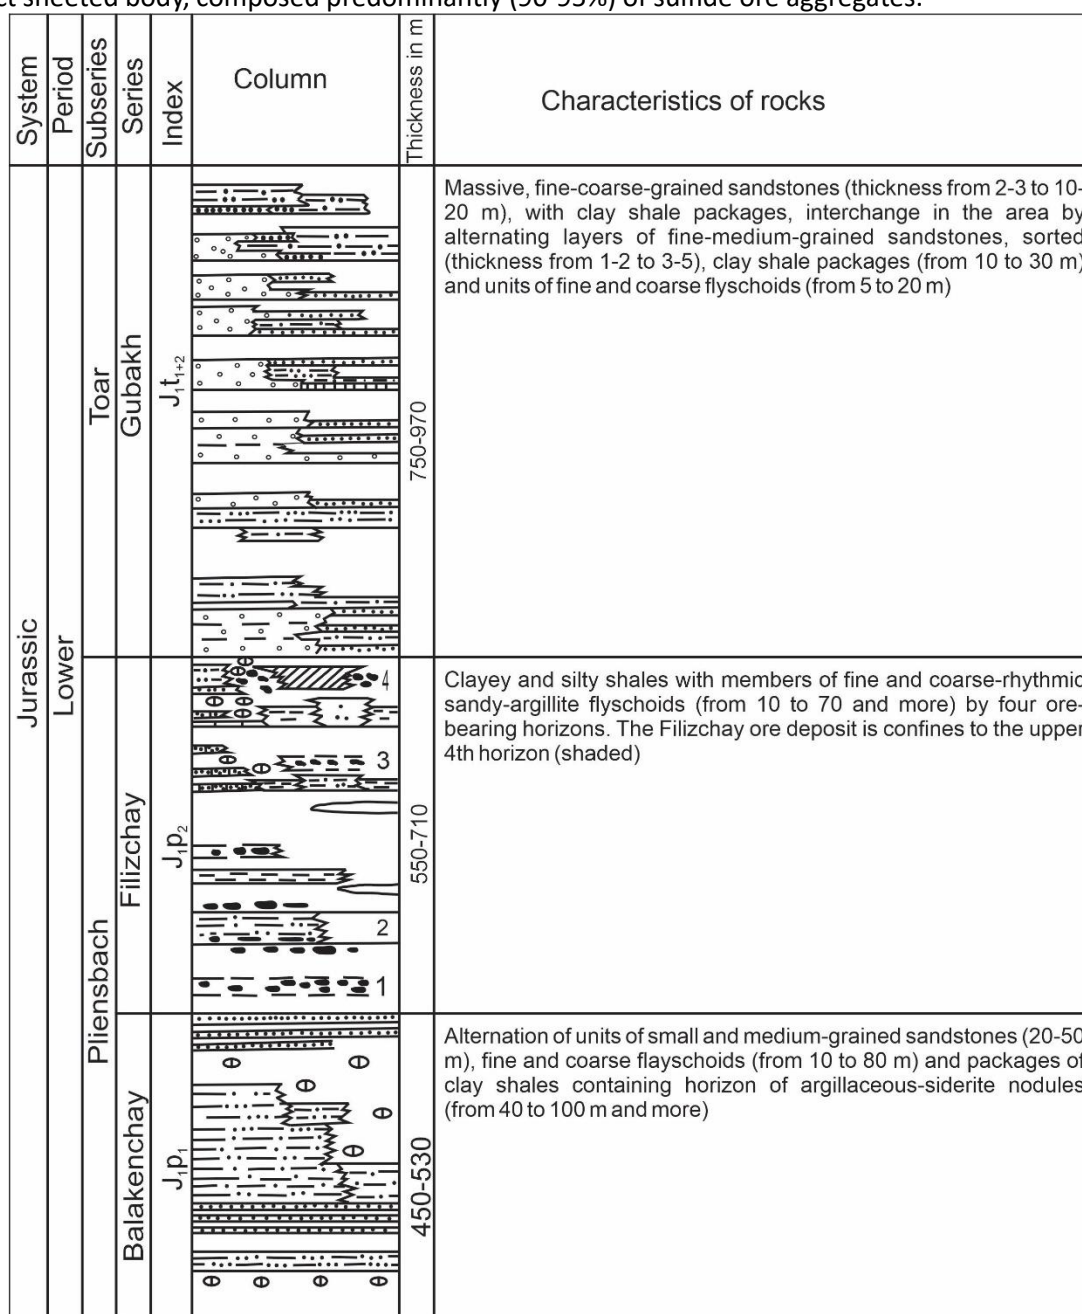 ct sheeted body, composed predominantly (90-95%) of sulfide ore aggregates.
System
Period
Subseries
Series
Index
Column
Thickness in m
Characteristics of rocks
Jurassic
Lower
Toar
Gubakh
J₁t₁₊₂
750-970
Massive, fine-coarse-grained sandstones (thickness from 2-3 to 10-
20 m), with clay shale packages, interchange in the area by
alternating layers of fine-medium-grained sandstones, sorted
(thickness from 1-2 to 3-5), clay shale packages (from 10 to 30 m)
and units of fine and coarse flyschoids (from 5 to 20 m)
Pliensbach
Filizchay
J₁p₂
4
3
2
1
550-710
Clayey and silty shales with members of fine and coarse-rhythmic
sandy-argillite flyschoids (from 10 to 70 and more) by four ore-
bearing horizons. The Filizchay ore deposit is confines to the upper
4th horizon (shaded)
Balakenchay
J₁p₁
450-530
Alternation of units of small and medium-grained sandstones (20-50
m), fine and coarse flayschoids (from 10 to 80 m) and packages of
clay shales containing horizon of argillaceous-siderite nodules
(from 40 to 100 m and more)